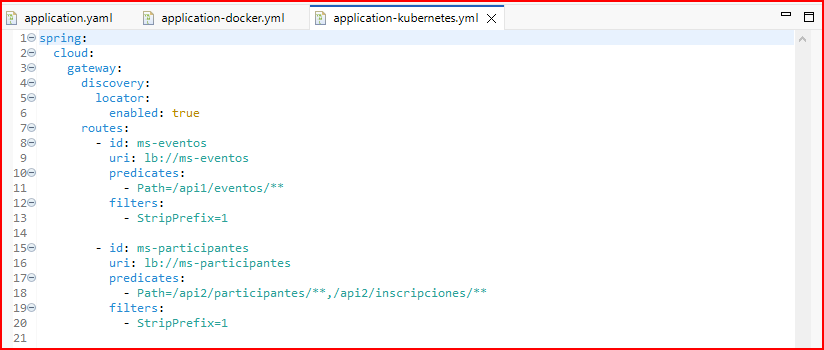 application.yaml application-docker.yml application-kubernetes.yml
1 spring:
2   cloud:
3     gateway:
4       discovery:
5         locator:
6           enabled: true
7       routes:
8         - id: ms-eventos
9           uri: lb://ms-eventos
10           predicates:
11             - Path=/api1/eventos/**
12           filters:
13             - StripPrefix=1
14
15         - id: ms-participantes
16           uri: lb://ms-participantes
17           predicates:
18             - Path=/api2/participantes/**,/api2/inscripciones/**
19           filters:
20             - StripPrefix=1
21